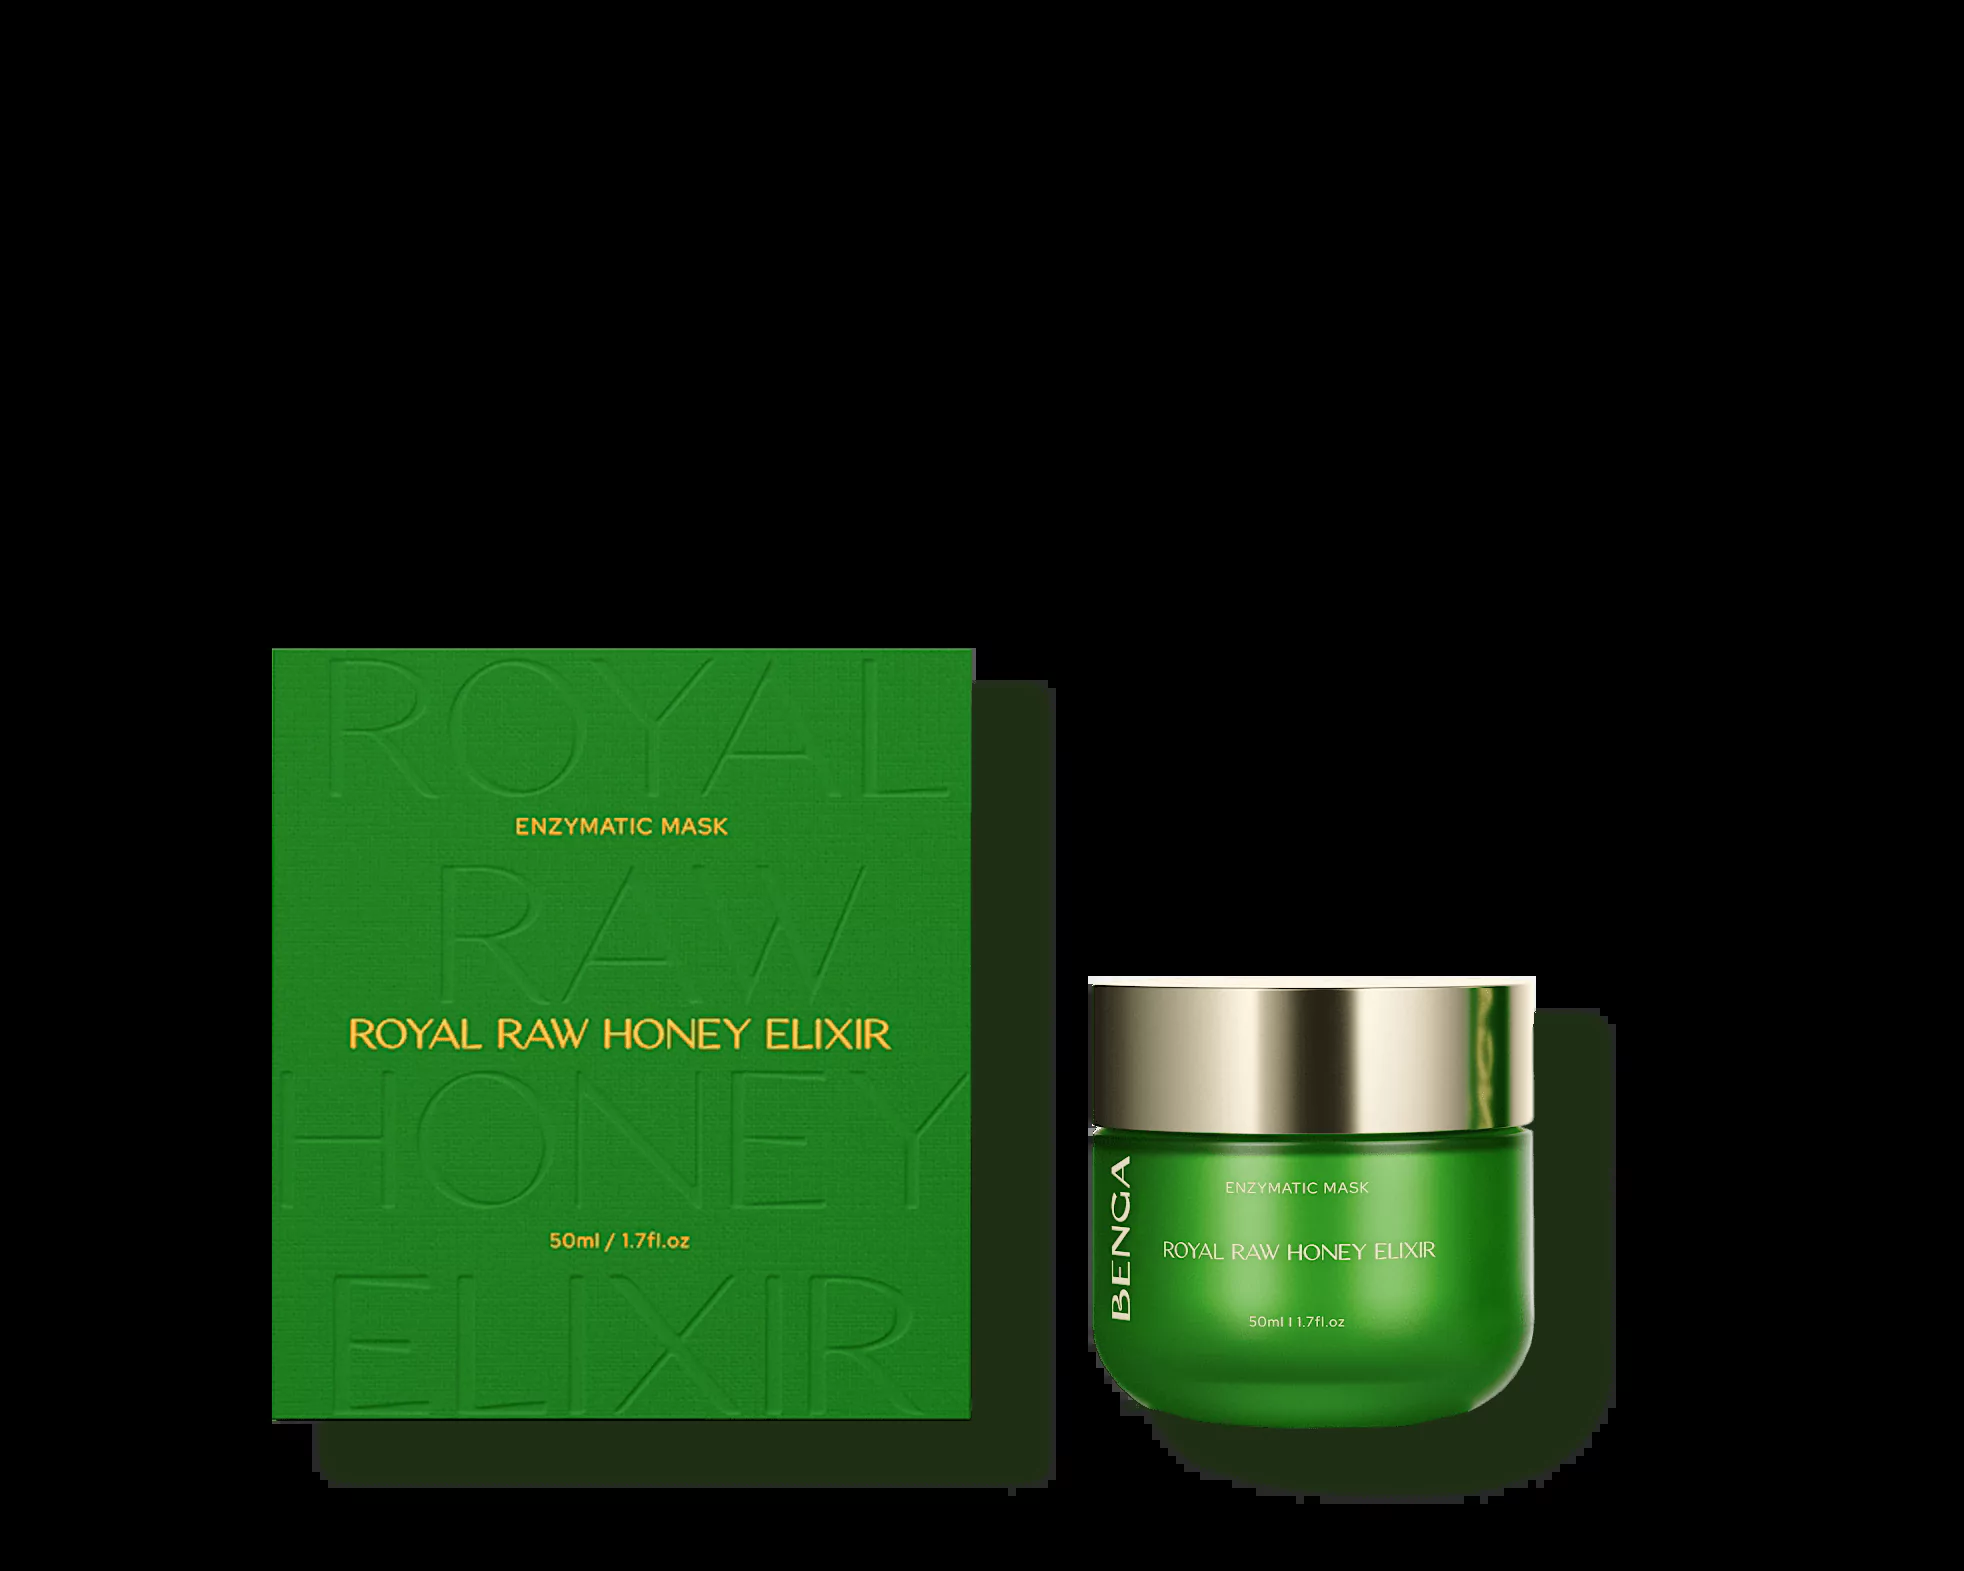 ROYAL
ENZYMATIC MASK
RAW
ROYAL RAW HONEY ELIXIR
HONEY
50ml / 1.7fl.oz
ELIXIR
BENGA
ENZYMATIC MASK
ROYAL RAW HONEY ELIXIR
50ml I 1.7fl.oz